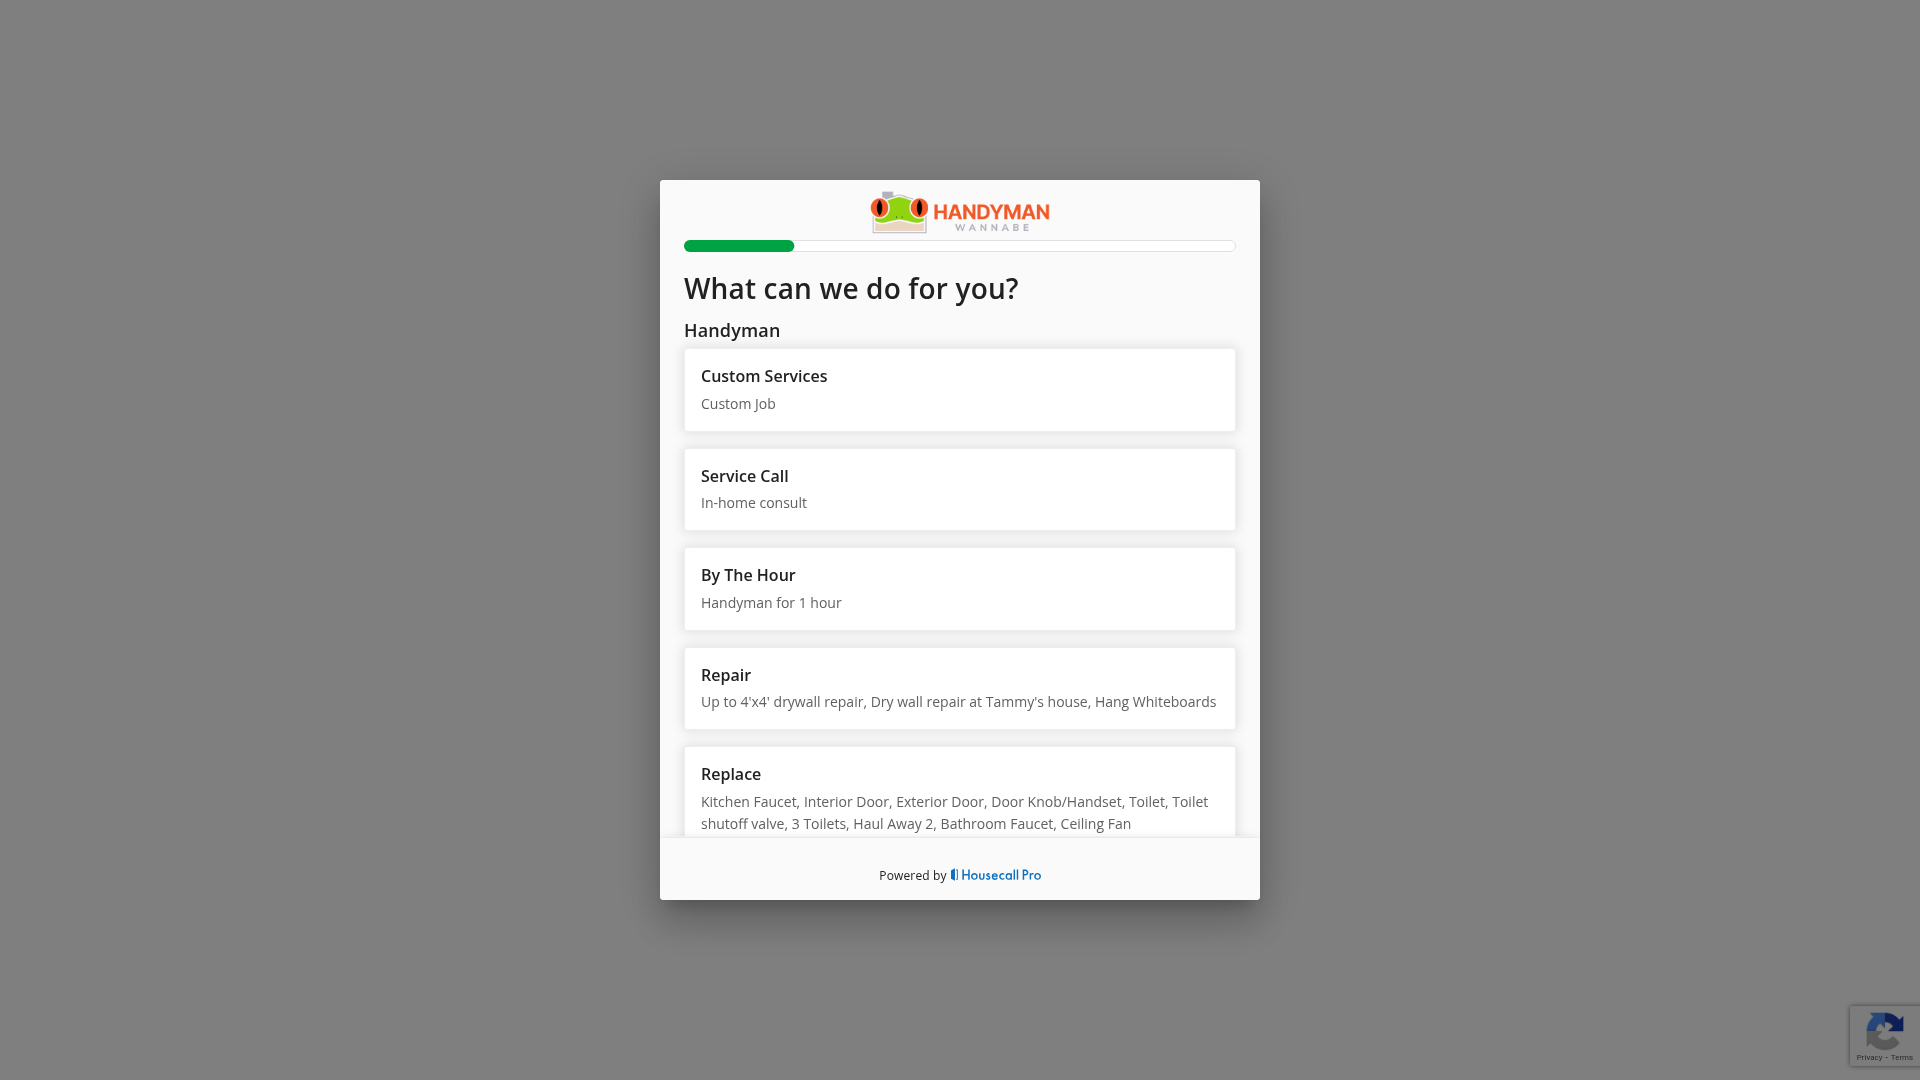 HANDYMAN
WANNABE
What can we do for you?
Handyman
Custom Services
Custom Job
Service Call
In-home consult
By The Hour
Handyman for 1 hour
Repair
Up to 4'x4' drywall repair, Dry wall repair at Tammy's house, Hang Whiteboards
Replace
Kitchen Faucet, Interior Door, Exterior Door, Door Knob/Handset, Toilet, Toilet
shutoff valve, 3 Toilets, Haul Away 2, Bathroom Faucet, Ceiling Fan
Powered by Housecall Pro
Privacy - Terms